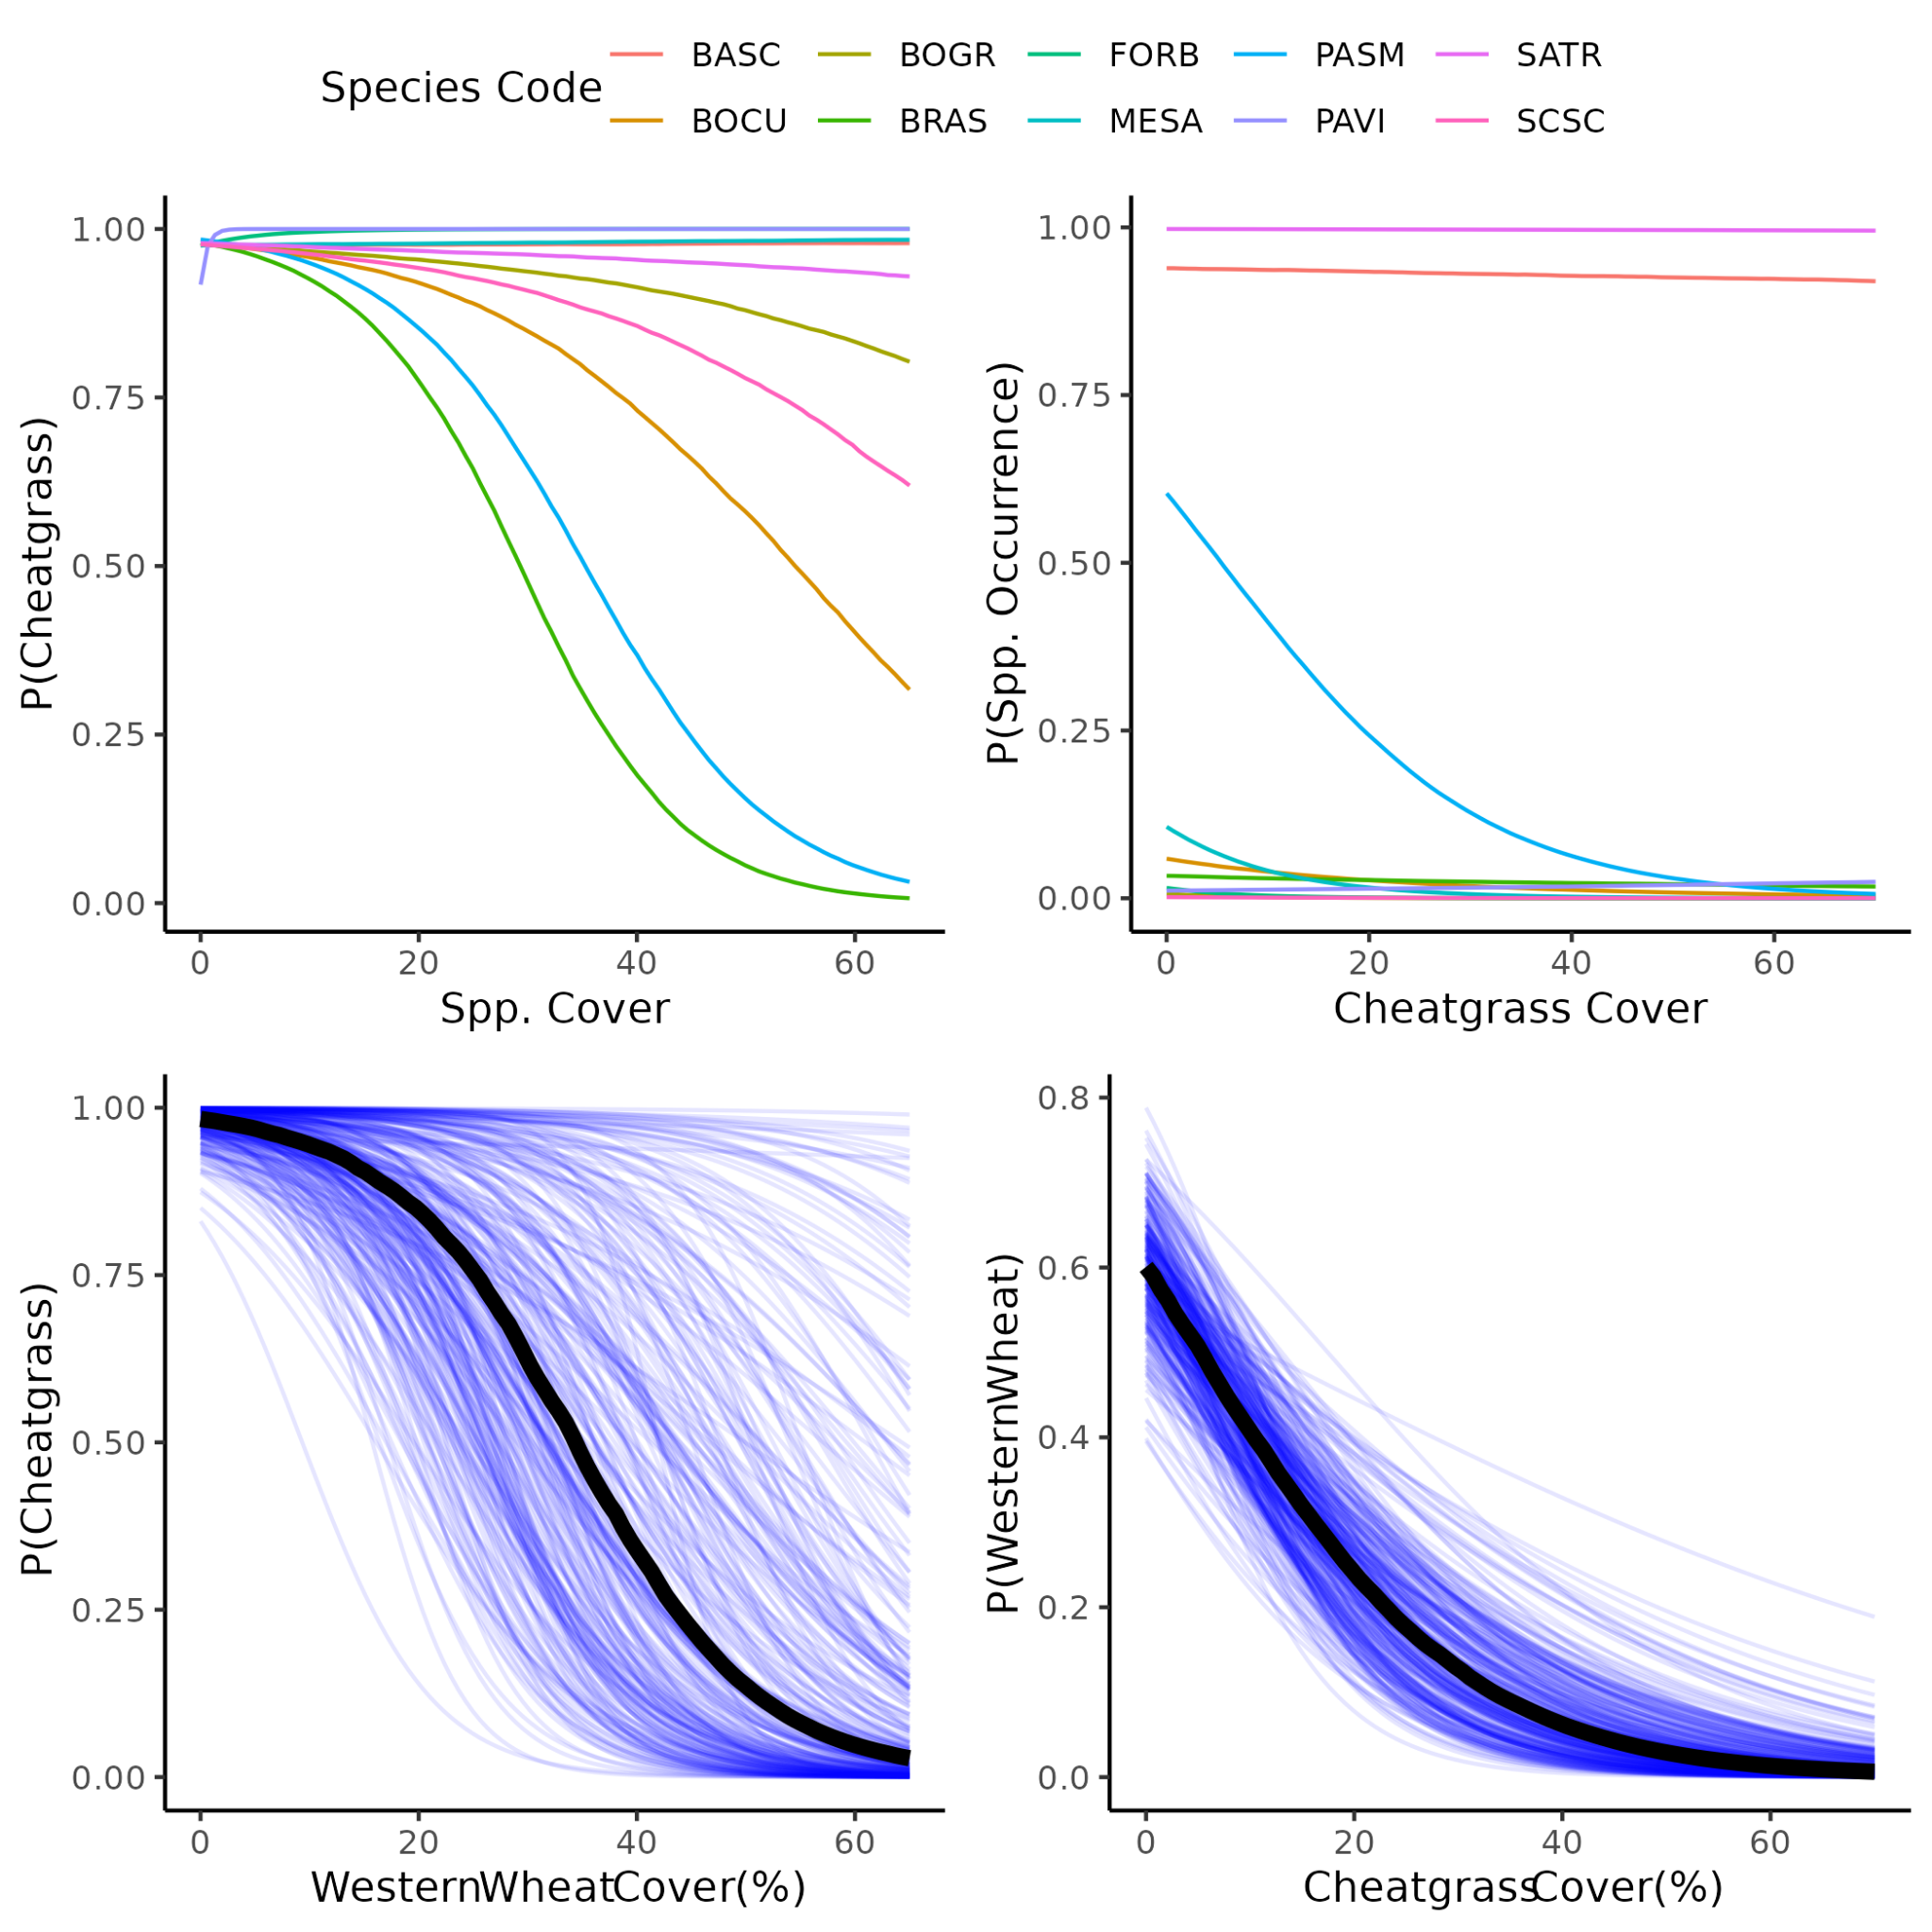 Species Code
BASC BOGR FORB PASM SATR
BOCU BRAS MESA PAVI SCSC
P(Cheatgrass)
1.00
0.75
0.50
0.25
0.00
0 20 40 60
Spp. Cover
P(Spp. Occurrence)
1.00
0.75
0.50
0.25
0.00
0 20 40 60
Cheatgrass Cover
P(Cheatgrass)
1.00
0.75
0.50
0.25
0.00
0 20 40 60
WesternWheatCover(%)
P(WesternWheat)
0.8
0.6
0.4
0.2
0.0
0 20 40 60
CheatgrassCover(%)